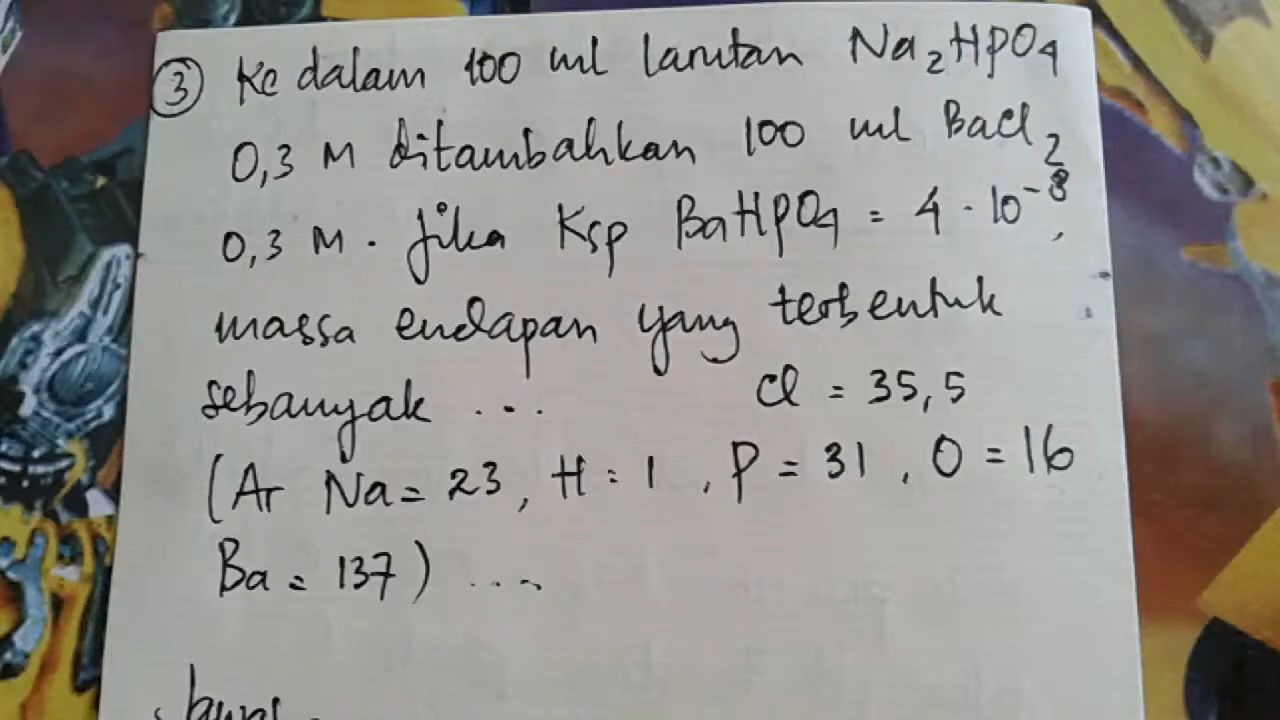 ③ Ke dalam 100 ml larutan Na₂HPO₄
0,3 M ditambahkan 100 ml BaCl₂
0,3 M. Jika Ksp BaHPO₄ = 4 · 10⁻⁸,
massa endapan yang terbentuk
sebanyak ... Cl = 35,5
(Ar Na = 23, H = 1, P = 31, O = 16
Ba = 137) ....